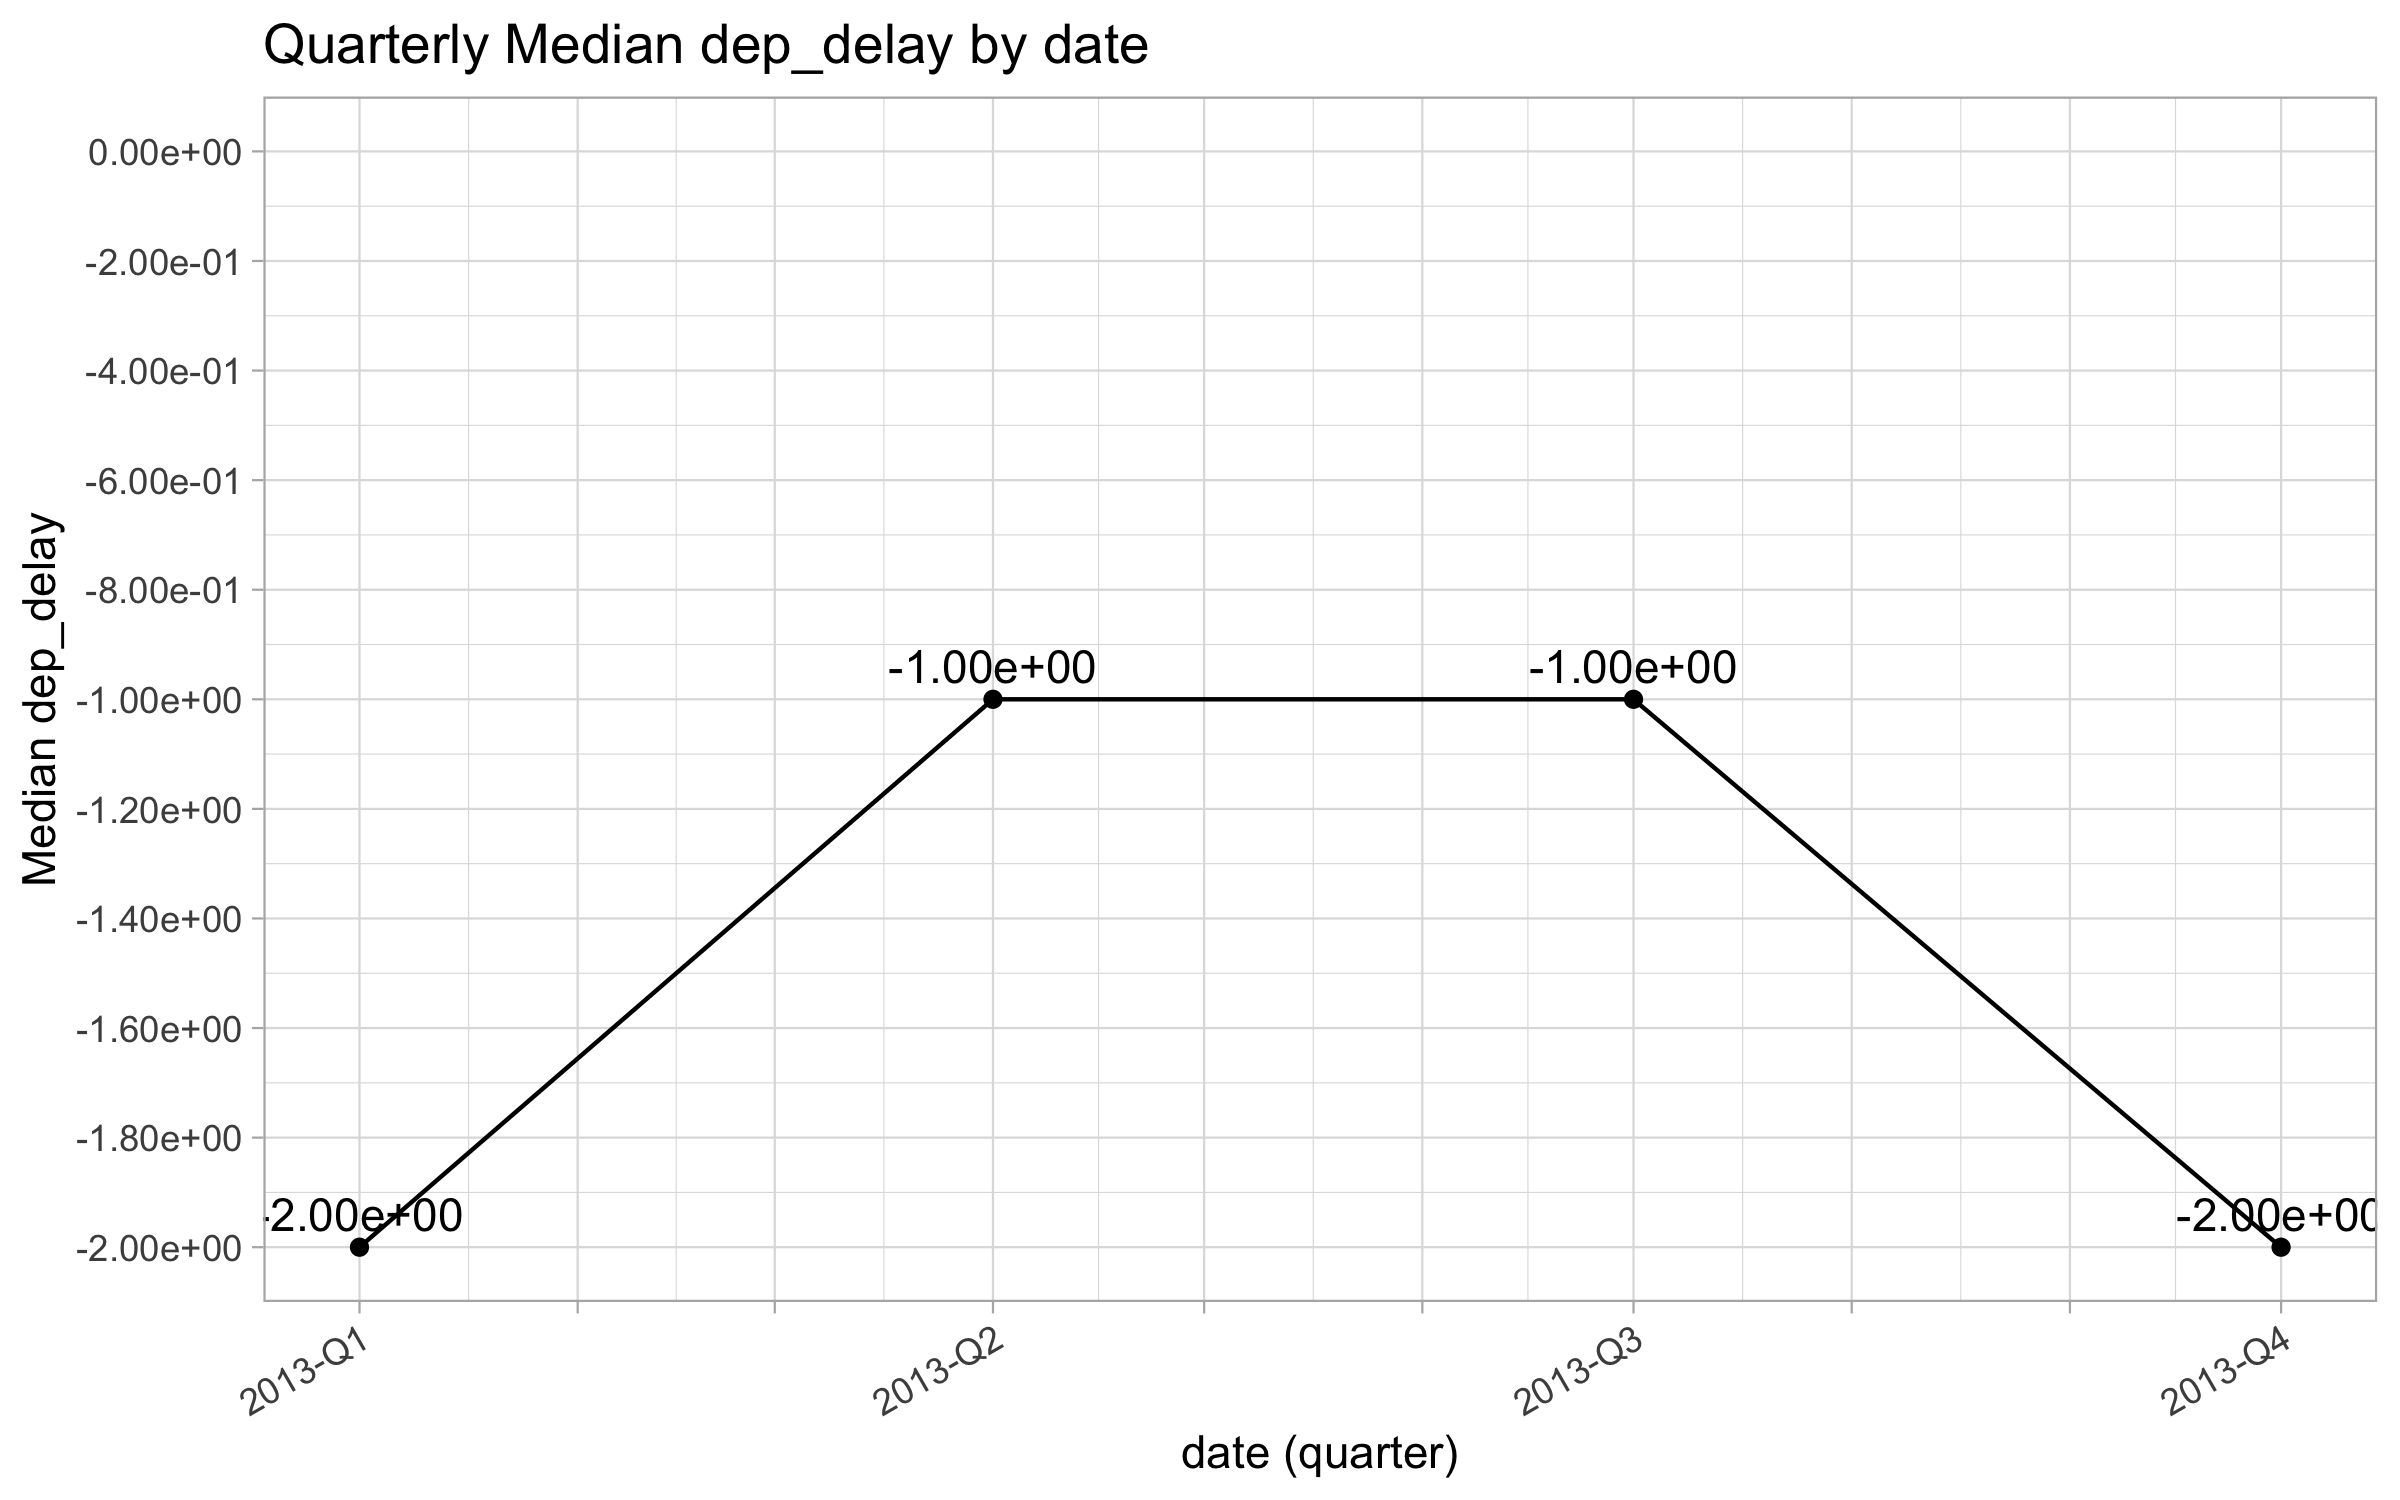 Quarterly Median dep_delay by date
Median dep_delay
0.00e+00
-2.00e-01
-4.00e-01
-6.00e-01
-8.00e-01
-1.00e+00
-1.20e+00
-1.40e+00
-1.60e+00
-1.80e+00
-2.00e+00
-2.00e+00
-1.00e+00
-1.00e+00
-2.00e+00
2013-Q1
2013-Q2
2013-Q3
2013-Q4
date (quarter)